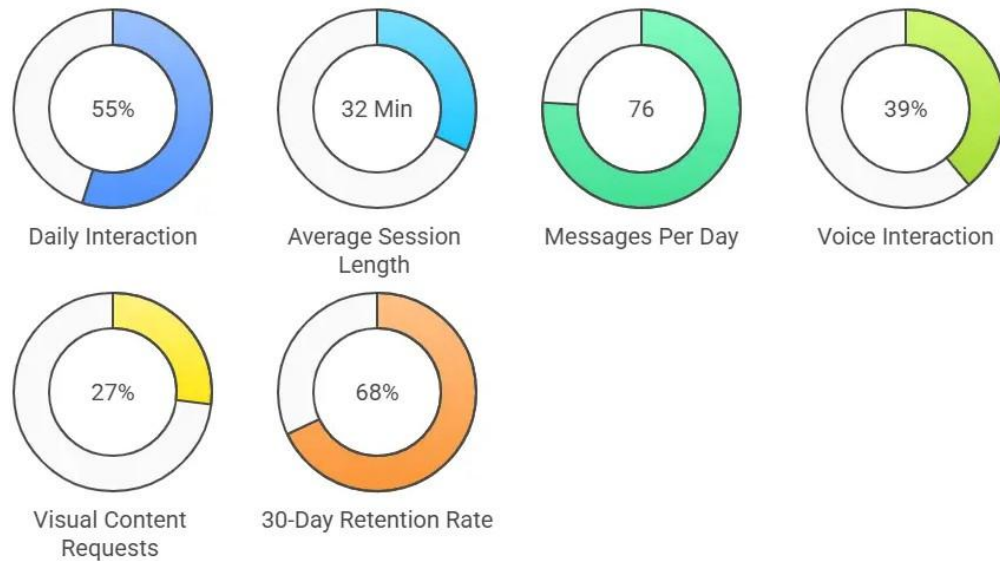 55%
32 Min
76
39%
Daily Interaction
Average Session
Length
Messages Per Day
Voice Interaction
27%
68%
Visual Content
Requests
30-Day Retention Rate